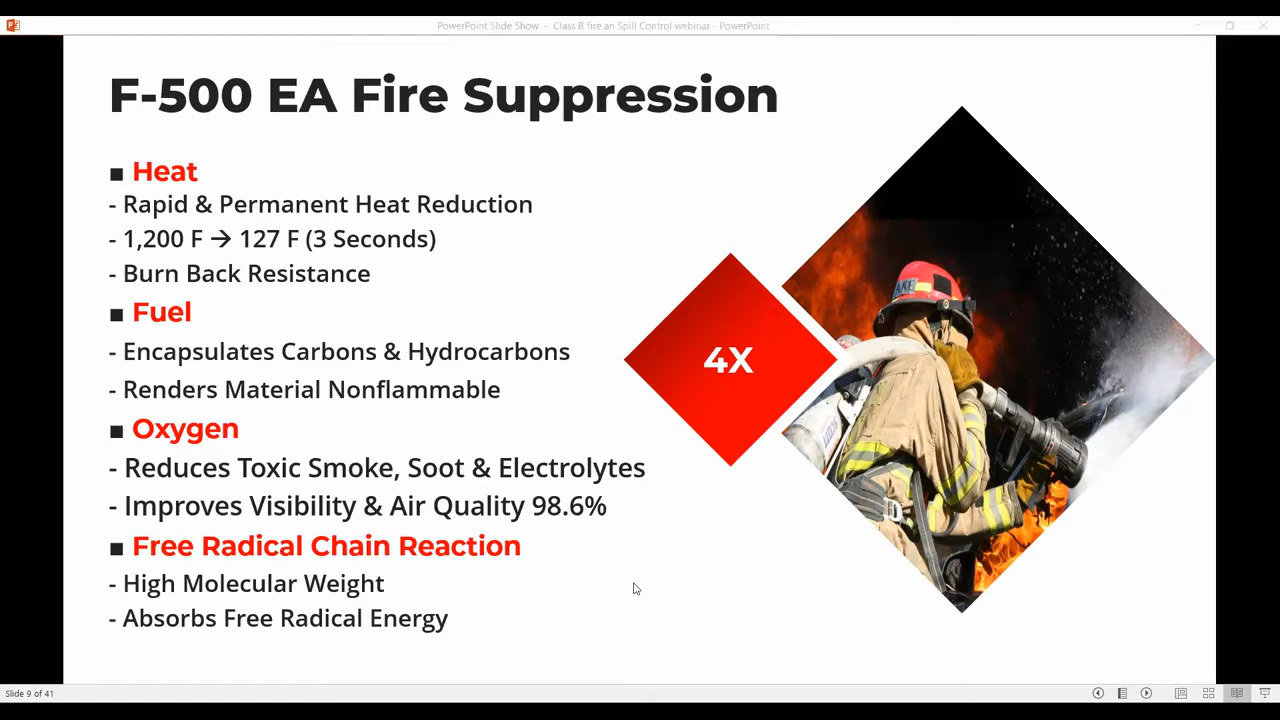 PowerPoint Slide Show - Class B fire an Spill Control webinar - PowerPoint
F-500 EA Fire Suppression
■ Heat
- Rapid & Permanent Heat Reduction
- 1,200 F → 127 F (3 Seconds)
- Burn Back Resistance
■ Fuel
- Encapsulates Carbons & Hydrocarbons
- Renders Material Nonflammable
■ Oxygen
- Reduces Toxic Smoke, Soot & Electrolytes
- Improves Visibility & Air Quality 98.6%
■ Free Radical Chain Reaction
- High Molecular Weight
- Absorbs Free Radical Energy
4X
Slide 9 of 41